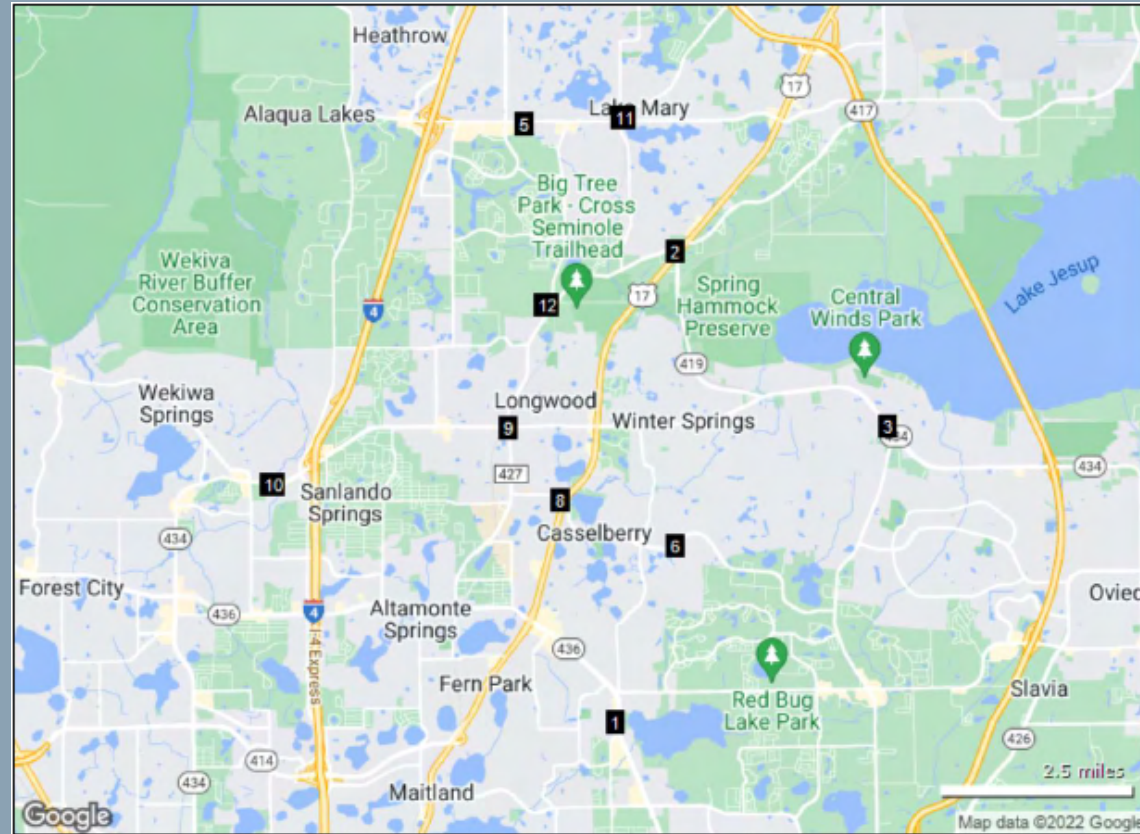 Heathrow
17
Alaqua Lakes
5
Lake Mary
11
417
Big Tree
Park - Cross
Seminole
Trailhead
2
Wekiva
River Buffer
Conservation
Area
4
12
17
Spring
Hammock
Preserve
Central
Winds Park
Lake Jesup
419
Wekiwa
Springs
Longwood
9
Winter Springs
3
434
10
Sanlando
Springs
427
434
8
434
Casselberry
6
Forest City
436
4
Altamonte
Springs
436
Ovied
I-4 Express
Fern Park
Red Bug
Lake Park
Slavia
1
426
414
434
Maitland
2.5 miles
Google
Map data ©2022 Google